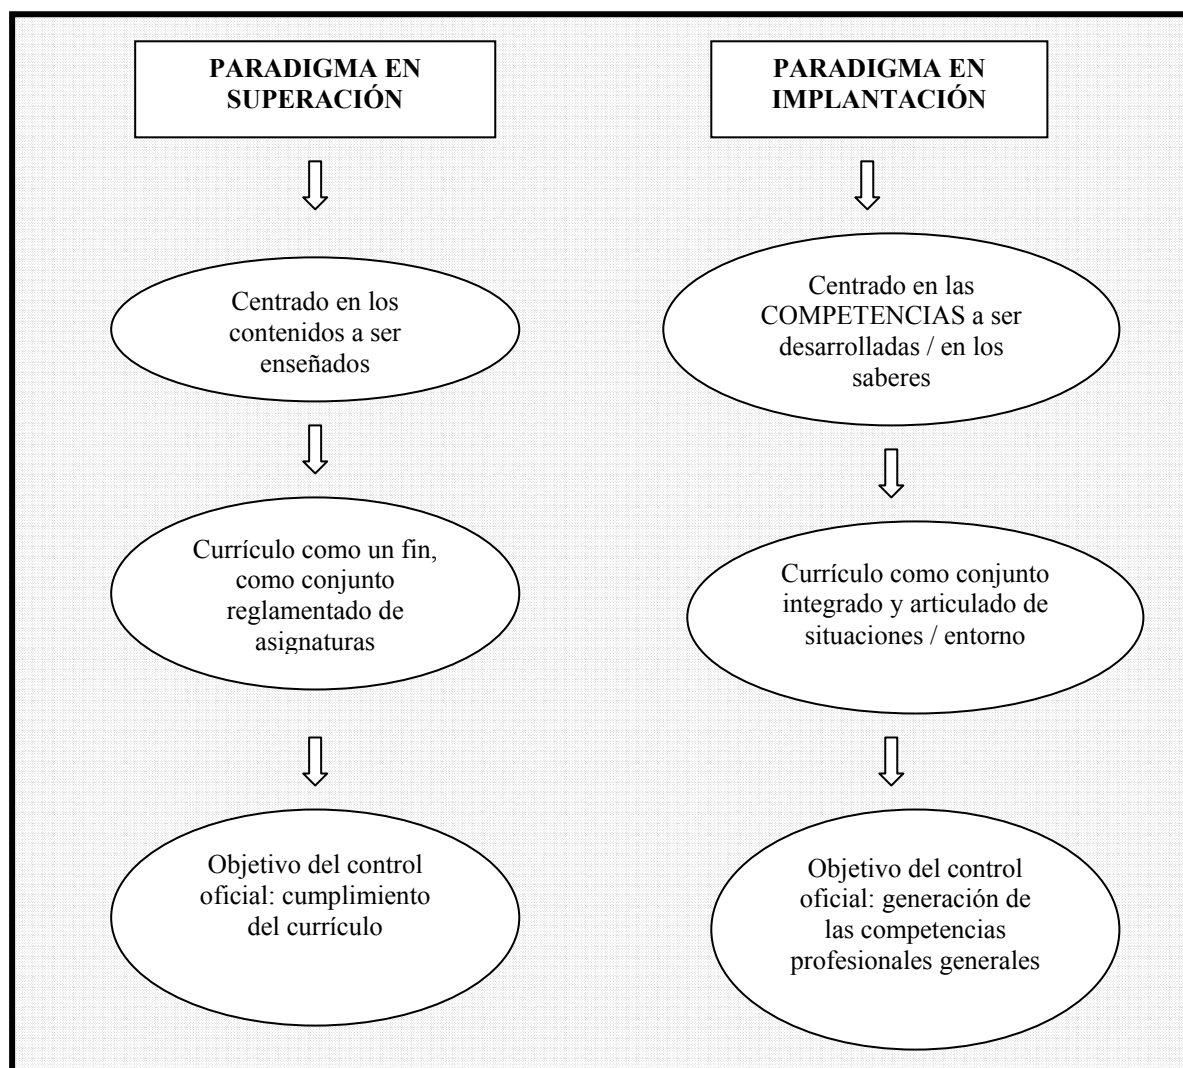 PARADIGMA EN
SUPERACIÓN
Centrado en los
contenidos a ser
enseñados
Currículo como un fin,
como conjunto
reglamentado de
asignaturas
Objetivo del control
oficial: cumplimiento
del currículo
PARADIGMA EN
IMPLANTACIÓN
Centrado en las
COMPETENCIAS a ser
desarrolladas / en los
saberes
Currículo como conjunto
integrado y articulado de
situaciones / entorno
Objetivo del control
oficial: generación de
las competencias
profesionales generales